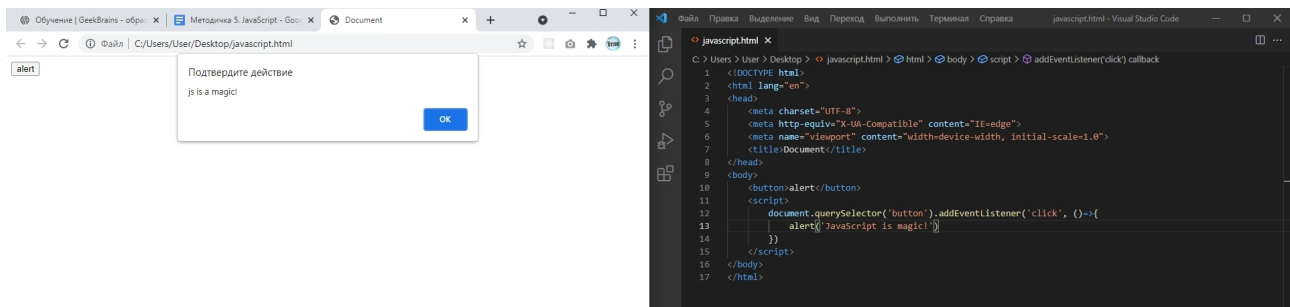 Обучение | GeekBrains - образ
Методичка 5. JavaScript - Goo
Document
Файл | C:/Users/User/Desktop/javascript.html
alert
Подтвердите действие
js is a magic!
OK
Файл Правка Выделение Вид Переход Выполнить Терминал Справка
javascript.html - Visual Studio Code
javascript.html
C: > Users > User > Desktop > javascript.html > html > body > script > addEventListener('click') callback
1 <!DOCTYPE html>
2 <html lang="en">
3 <head>
4 <meta charset="UTF-8">
5 <meta http-equiv="X-UA-Compatible" content="IE=edge">
6 <meta name="viewport" content="width=device-width, initial-scale=1.0">
7 <title>Document</title>
8 </head>
9 <body>
10 <button>alert</button>
11 <script>
12 document.querySelector('button').addEventListener('click', ()=>{
13 alert('JavaScript is magic!')
14 })
15 </script>
16 </body>
17 </html>